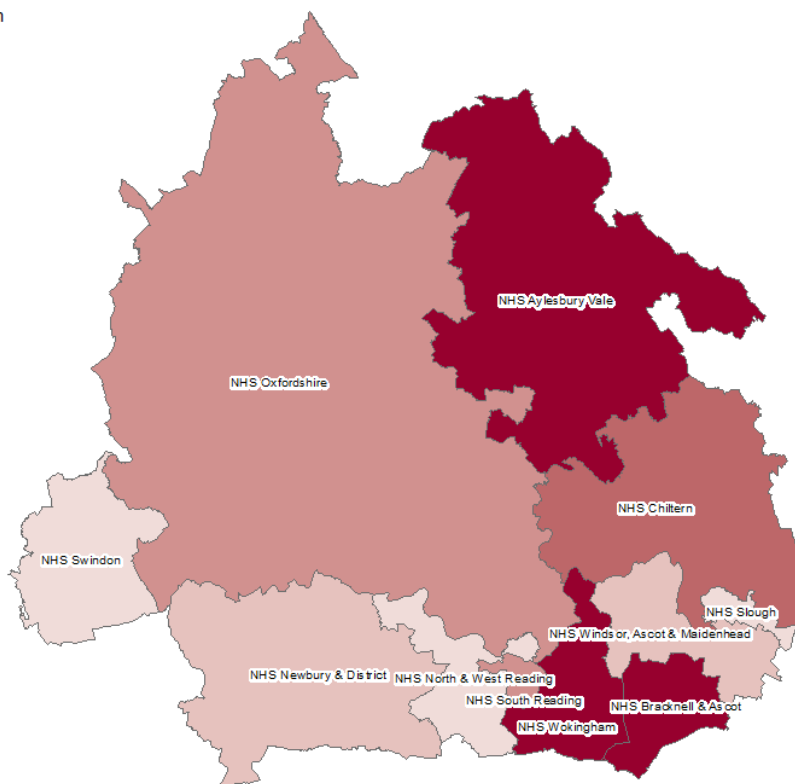 NHS Aylesbury Vale
NHS Oxfordshire
NHS Chiltern
NHS Swindon
NHS Slough
NHS Windsor, Ascot & Maidenhead
NHS Newbury & District
NHS North & West Reading
NHS South Reading
NHS Bracknell & Ascot
NHS Wokingham